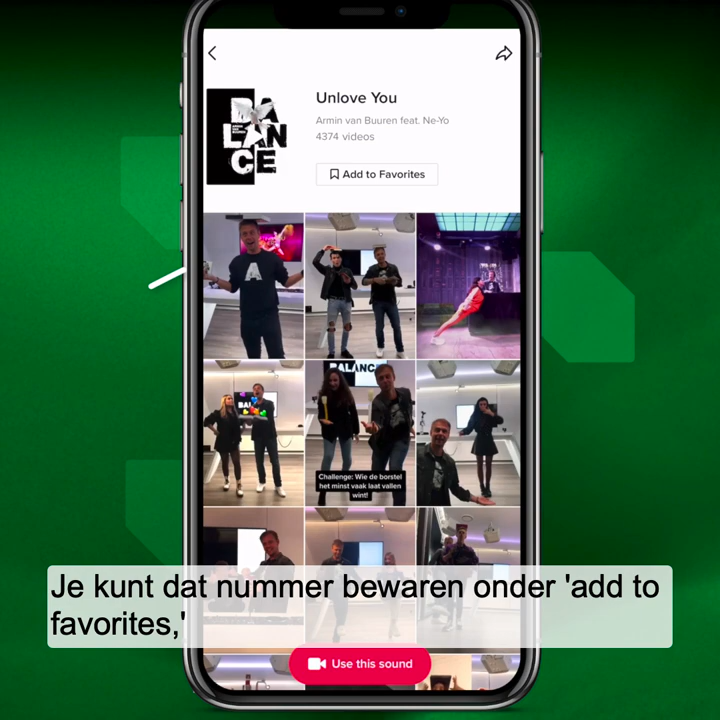 Unlove You
Armin van Buuren feat. Ne-Yo
4374 videos
Add to Favorites
BA
LAN
CE
A
BALANC
Challenge: Wie de borstel
het minst vaak laat vallen
wint!
Je kunt dat nummer bewaren onder 'add to
favorites,'
Use this sound